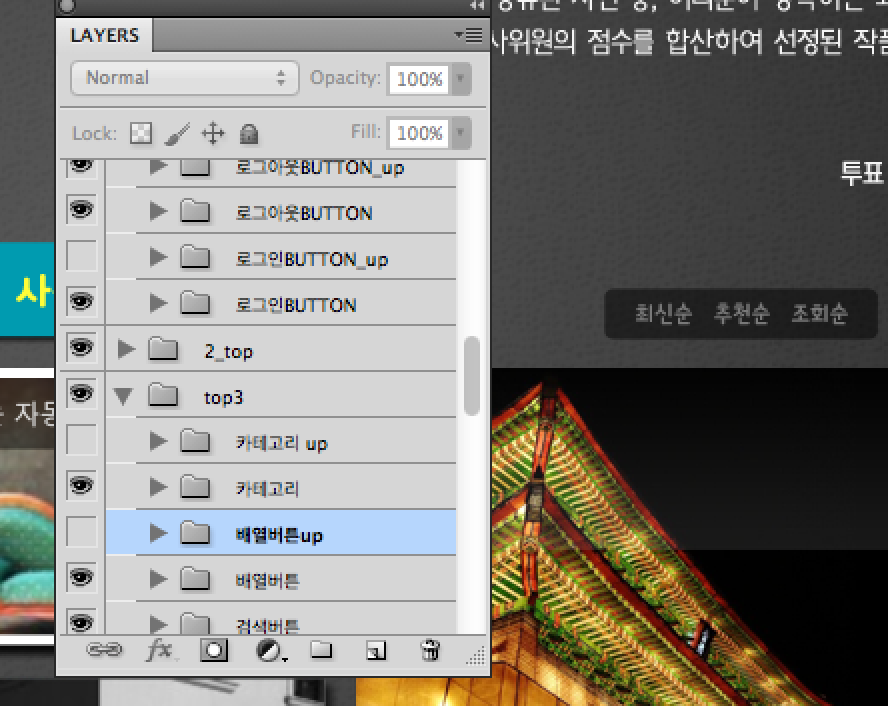 LAYERS
Normal
Opacity: 100%
Lock:
Fill: 100%
로그아웃BUTTON_up
로그아웃BUTTON
로그인BUTTON_up
로그인BUTTON
2_top
top3
카테고리 up
카테고리
배열버튼up
배열버튼
검색버튼
fx
사위원의 점수를 합산하여 선정된 작품
투표
사
최신순 추천순 조회순
자동